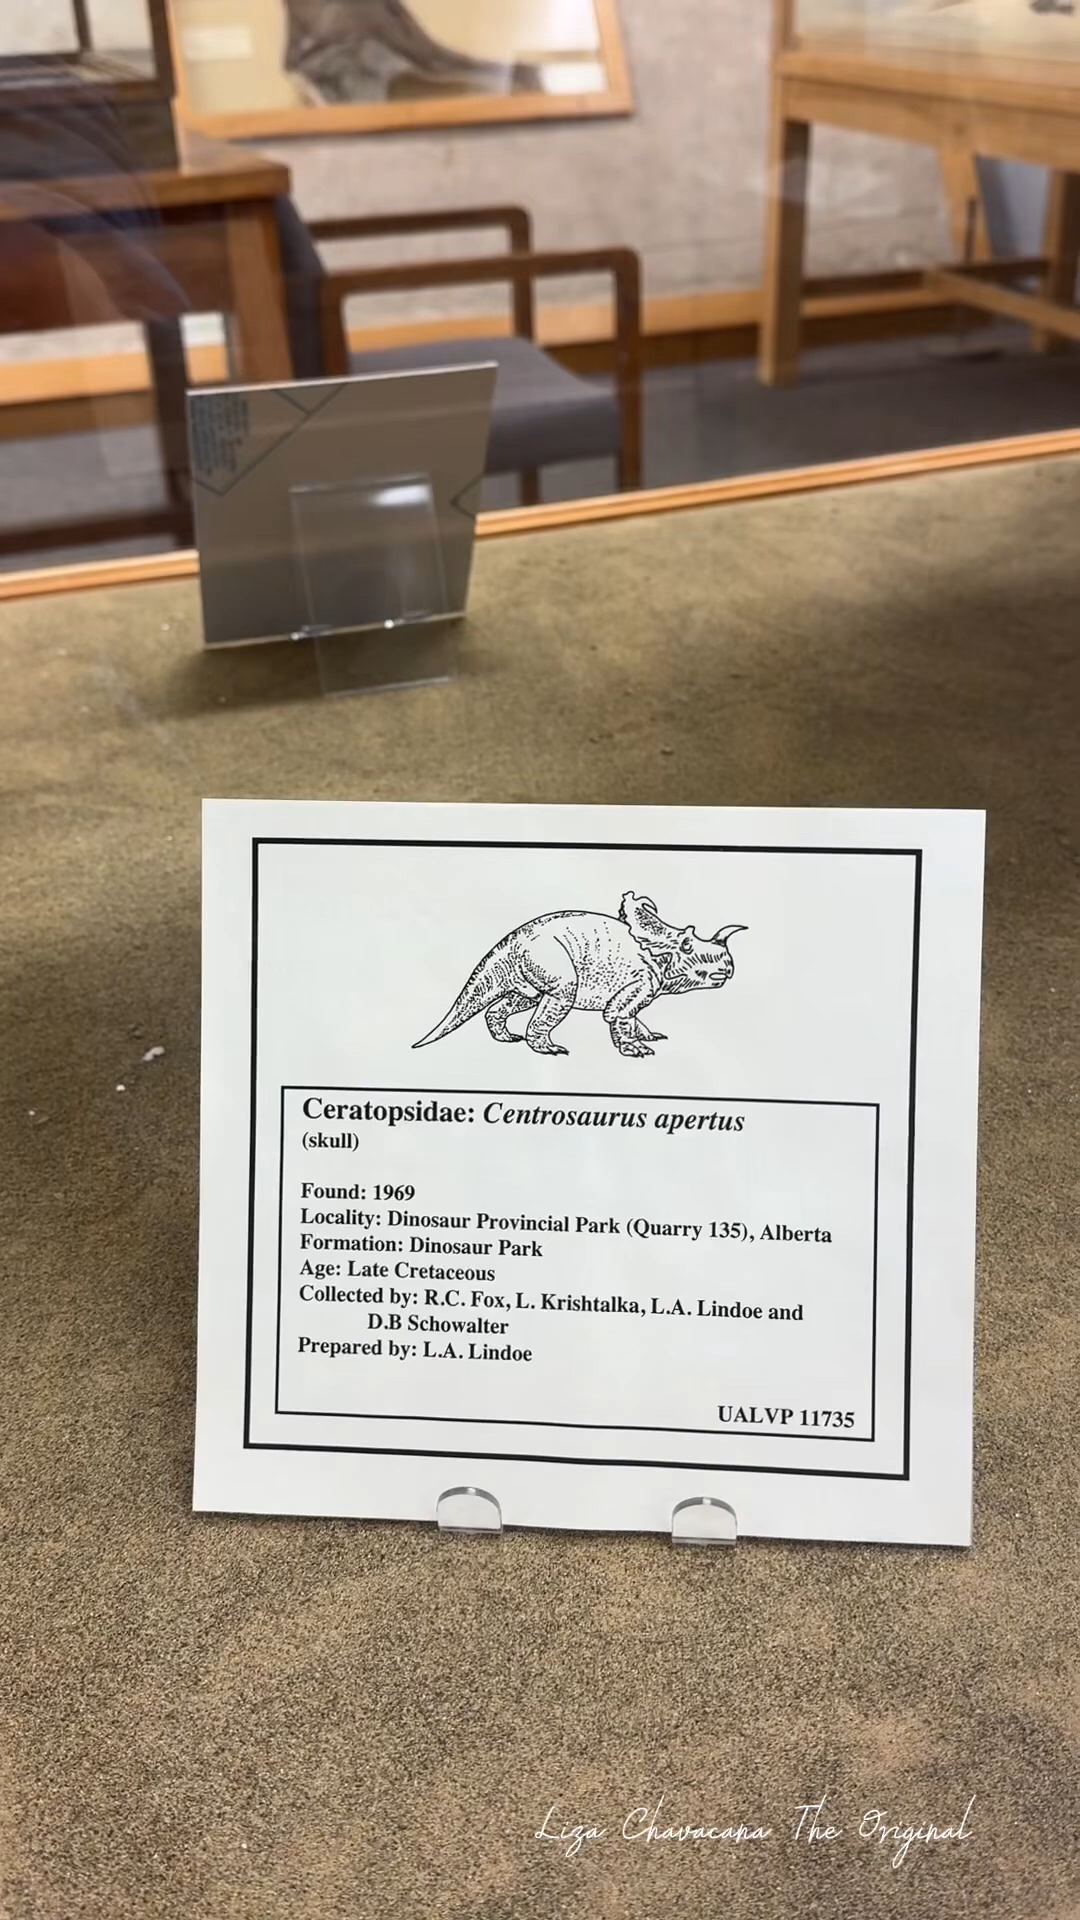 Ceratopsidae: Centrosaurus apertus
(skull)
Found: 1969
Locality: Dinosaur Provincial Park (Quarry 135), Alberta
Formation: Dinosaur Park
Age: Late Cretaceous
Collected by: R.C. Fox, L. Krishtalka, L.A. Lindoe and
D.B Showalter
Prepared by: L.A. Lindoe
UALVP 11735
Liza Chavacana The Original